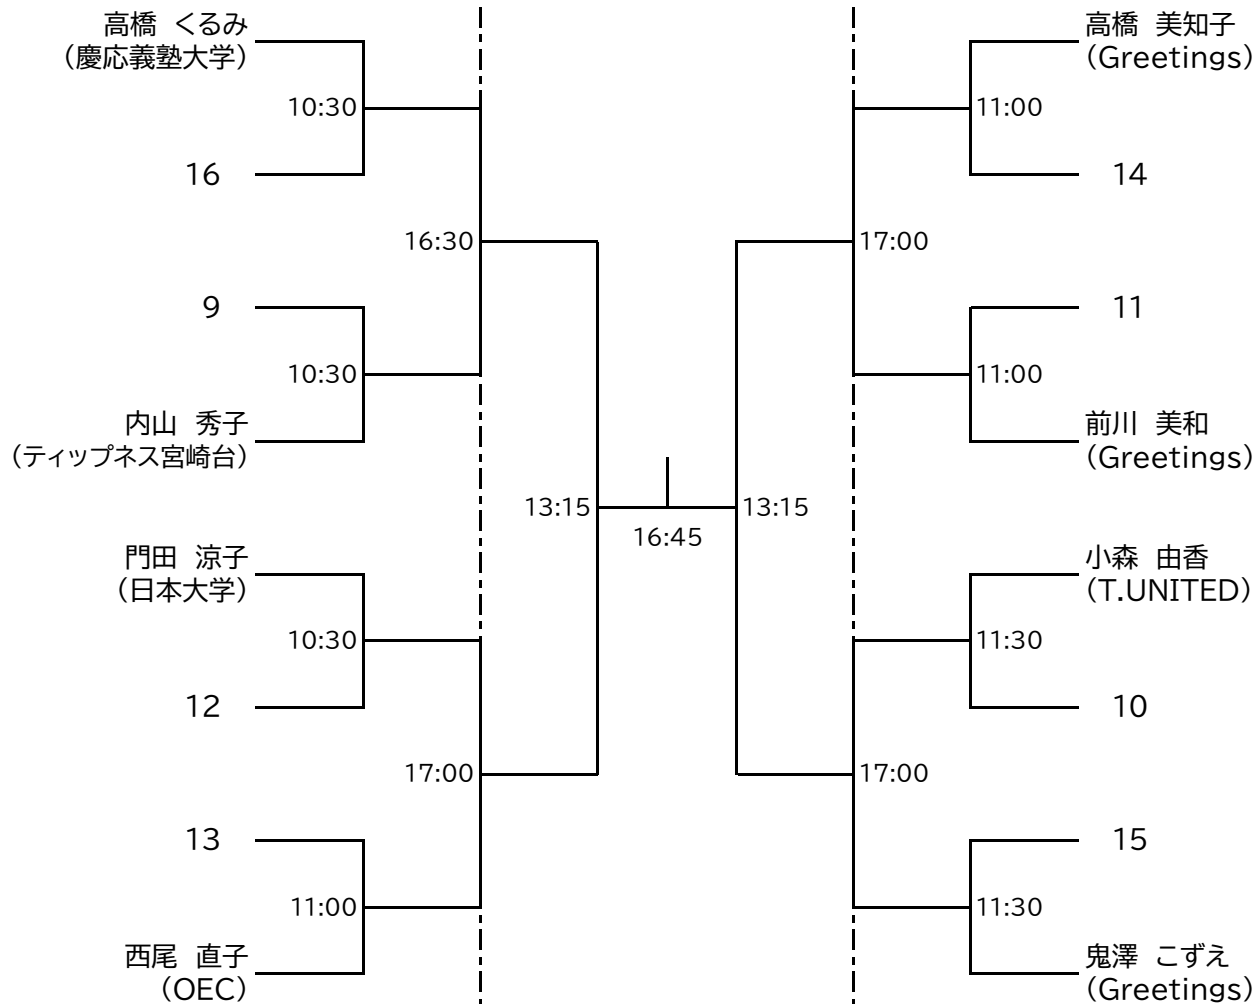 高橋 くるみ
(慶応義塾大学)
10:30
16
16:30
9
10:30
内山 秀子
(ティップネス宮崎台)
13:15
門田 涼子
(日本大学)
10:30
12
17:00
13
11:00
西尾 直子
(OEC)
16:45
高橋 美知子
(Greetings)
11:00
14
17:00
11
11:00
前川 美和
(Greetings)
13:15
小森 由香
(T.UNITED)
11:30
10
17:00
15
11:30
鬼澤 こずえ
(Greetings)